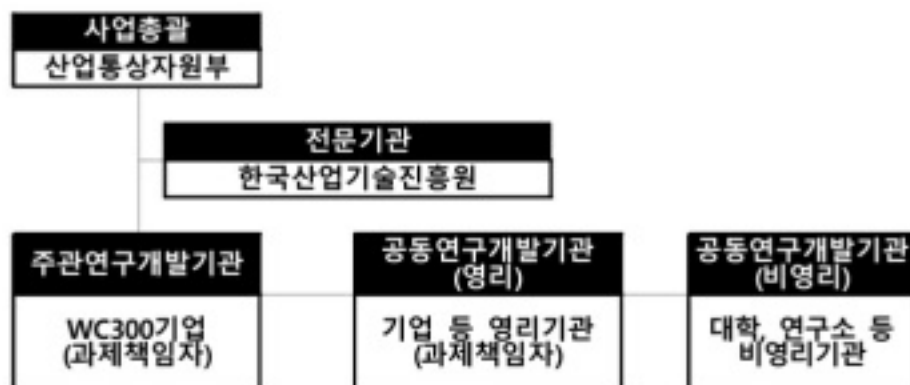 사업총괄
산업통상자원부
전문기관
한국산업기술진흥원
주관연구개발기관
WC300기업
(과제책임자)
공동연구개발기관
(영리)
기업 등 영리기관
(과제책임자)
공동연구개발기관
(비영리)
대학, 연구소 등
비영리기관